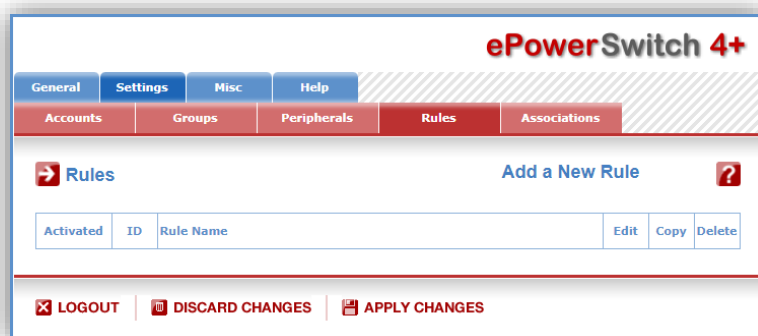 ePowerSwitch 4+
General Settings Misc Help
Accounts Groups Peripherals Rules Associations
Rules Add a New Rule ?
Activated ID Rule Name Edit Copy Delete
LOGOUT DISCARD CHANGES APPLY CHANGES